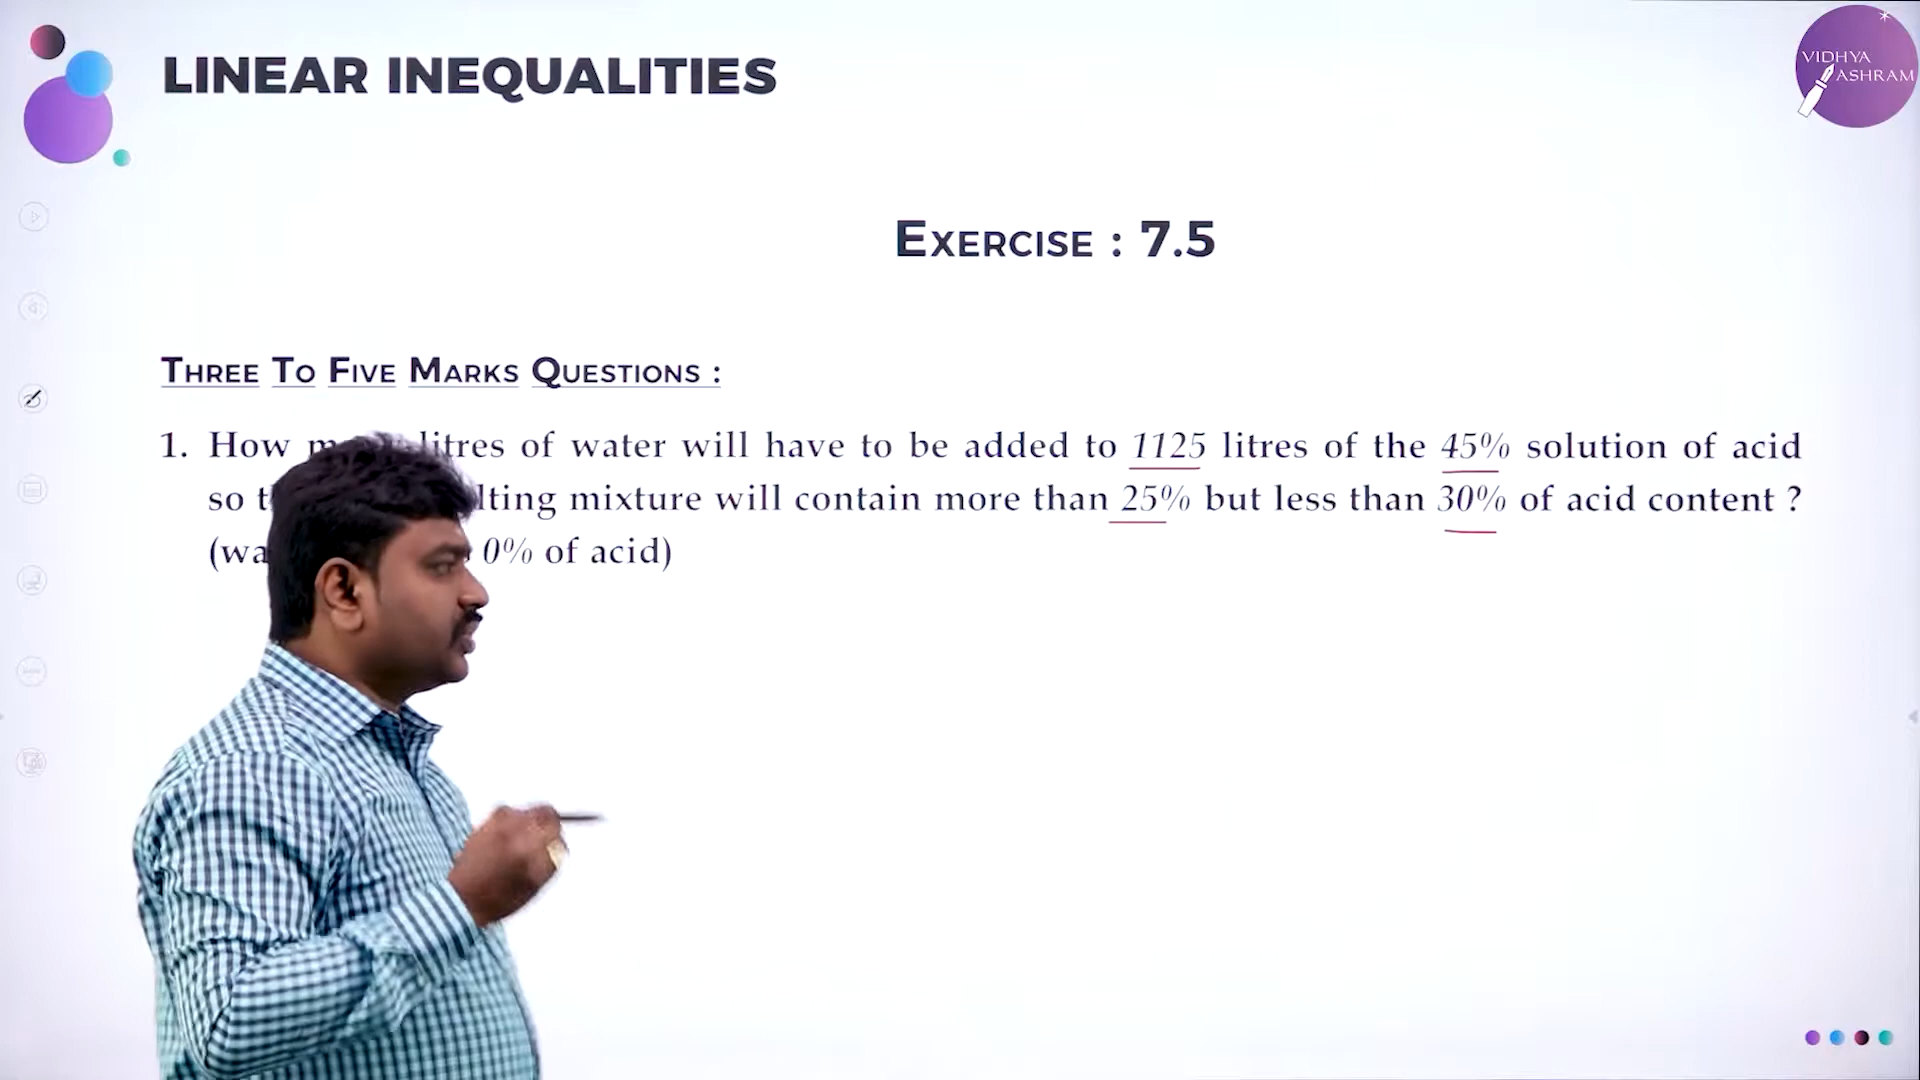 LINEAR INEQUALITIES
VIDHYA
ASHRAM
EXERCISE : 7.5
THREE TO FIVE MARKS QUESTIONS :
1. How litres of water will have to be added to 1125 litres of the 45% solution of acid
so mixture will contain more than 25% but less than 30% of acid content ?
0% of acid)